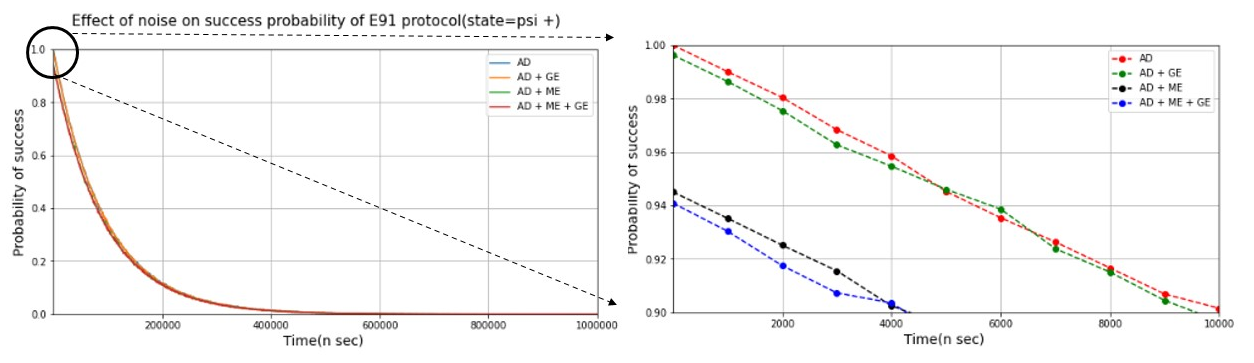 Effect of noise on success probability of E91 protocol(state=psi +)
Probability of success
1.0
0.8
0.6
0.4
0.2
0.0
200000
400000
600000
800000
1000000
Time(n sec)
AD
AD + GE
AD + ME
AD + ME + GE
Probability of success
1.00
0.98
0.96
0.94
0.92
0.90
2000
4000
6000
8000
10000
Time(n sec)
AD
AD + GE
AD + ME
AD + ME + GE